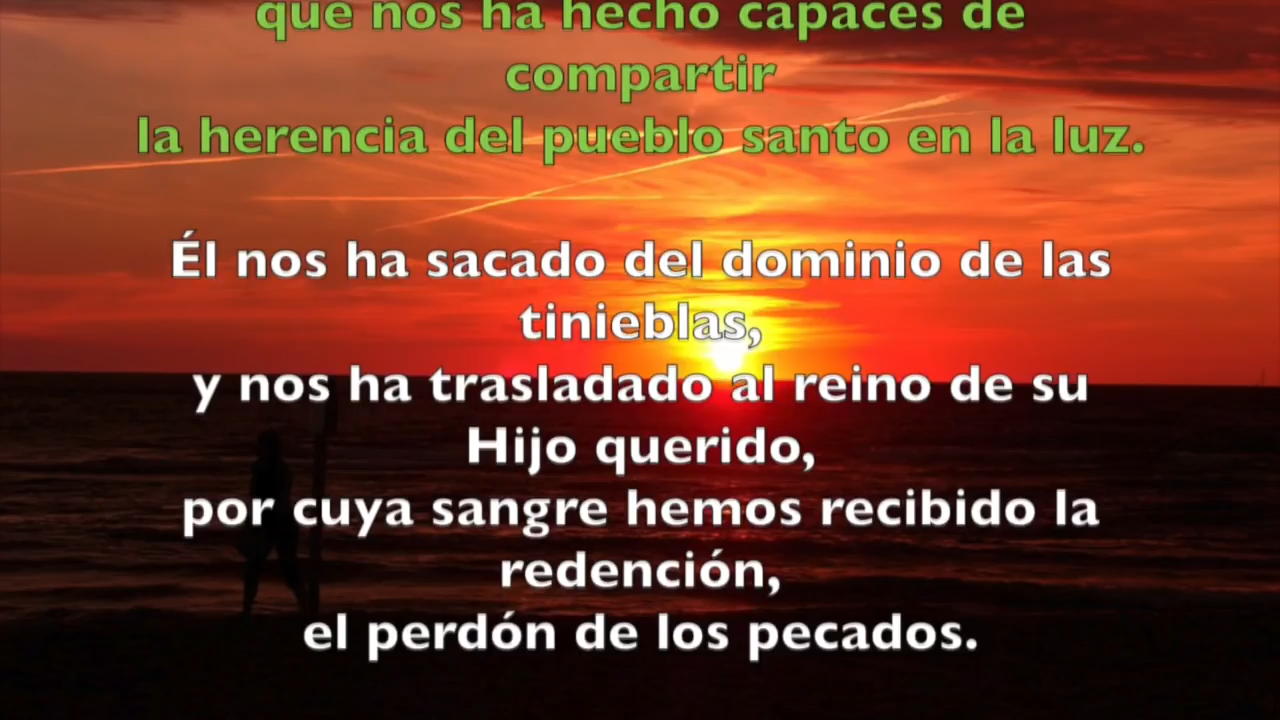 que nos ha hecho capaces de
compartir
la herencia del pueblo santo en la luz.
Él nos ha sacado del dominio de las
tinieblas,
y nos ha trasladado al reino de su
Hijo querido,
por cuya sangre hemos recibido la
redención,
el perdón de los pecados.